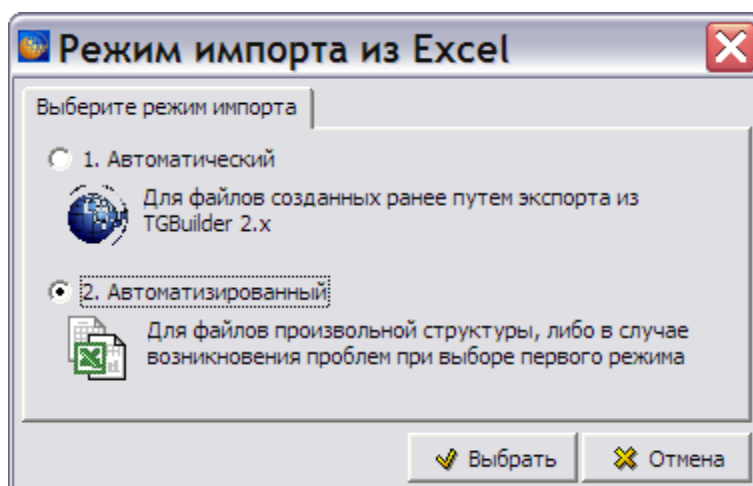 Режим импорта из Excel
Выберите режим импорта
1. Автоматический
Для файлов созданных ранее путем экспорта из
TGBuilder 2.x
2. Автоматизированный
Для файлов произвольной структуры, либо в случае
возникновения проблем при выборе первого режима
Выбрать
Отмена